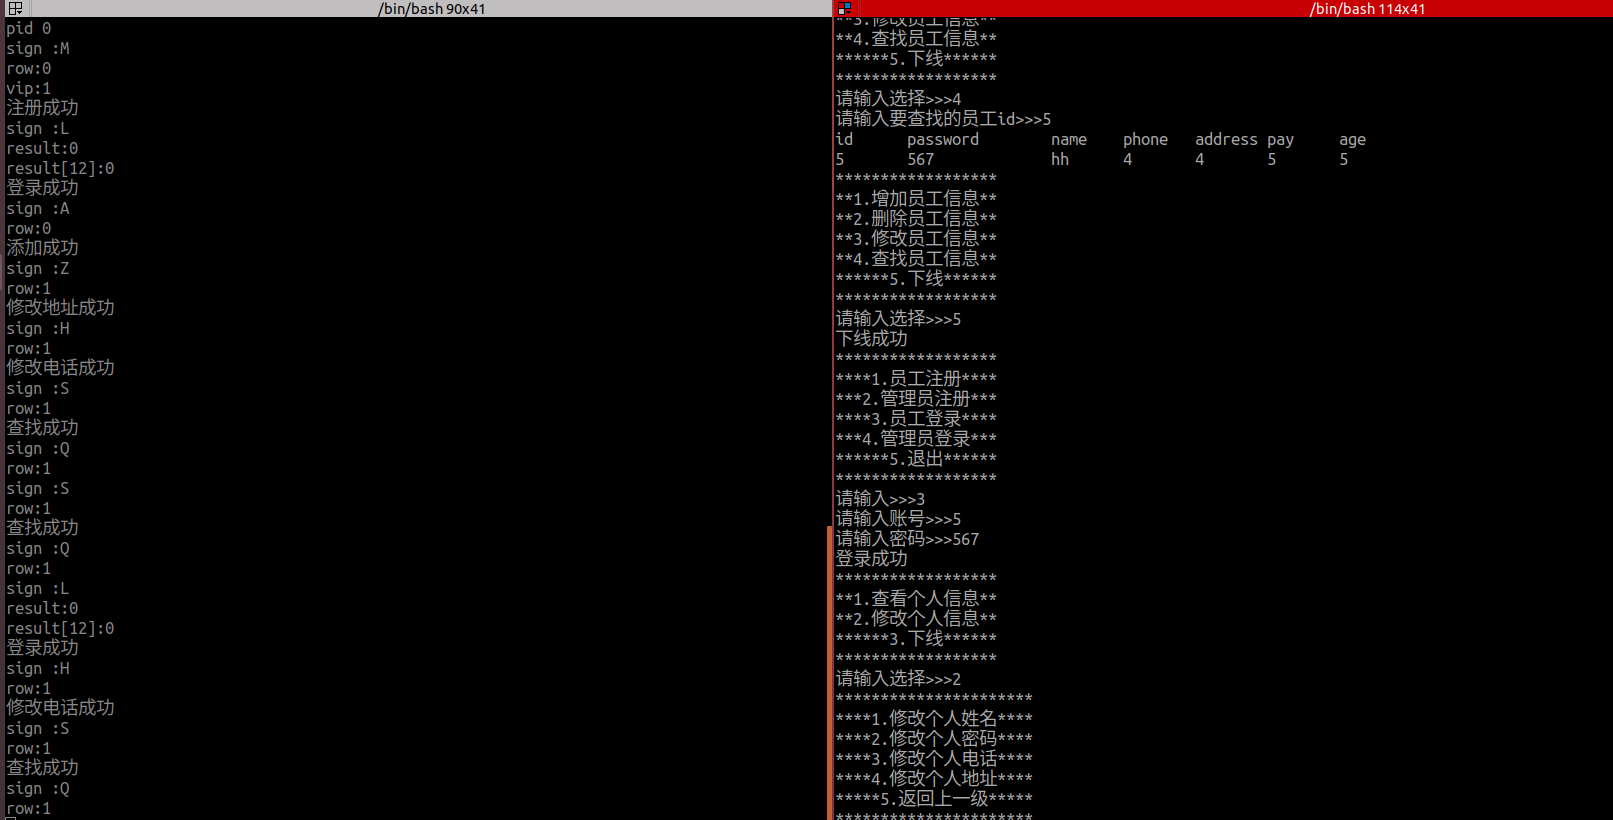 /bin/bash 90x41
pid 0
sign :M
row:0
vip:1
注册成功
sign :L
result:0
result[12]:0
登录成功
sign :A
row:0
添加成功
sign :Z
row:1
修改地址成功
sign :H
row:1
修改电话成功
sign :S
row:1
查找成功
sign :Q
row:1
sign :S
row:1
查找成功
sign :Q
row:1
sign :L
result:0
result[12]:0
登录成功
sign :H
row:1
修改电话成功
sign :S
row:1
查找成功
sign :Q
row:1
/bin/bash 114x41
**3.修改员工信息**
**4.查找员工信息**
******5.下线******
******************
请输入选择>>>4
请输入要查找的员工id>>>5
id password name phone address pay age
5 567 hh 4 4 5 5
******************
**1.增加员工信息**
**2.删除员工信息**
**3.修改员工信息**
**4.查找员工信息**
******5.下线******
******************
请输入选择>>>5
下线成功
******************
****1.员工注册****
***2.管理员注册***
****3.员工登录****
***4.管理员登录***
******5.退出******
******************
请输入>>>3
请输入账号>>>5
请输入密码>>>567
登录成功
******************
**1.查看个人信息**
**2.修改个人信息**
******3.下线******
******************
请输入选择>>>2
**********************
****1.修改个人姓名****
****2.修改个人密码****
****3.修改个人电话****
****4.修改个人地址****
*****5.返回上一级*****
**********************